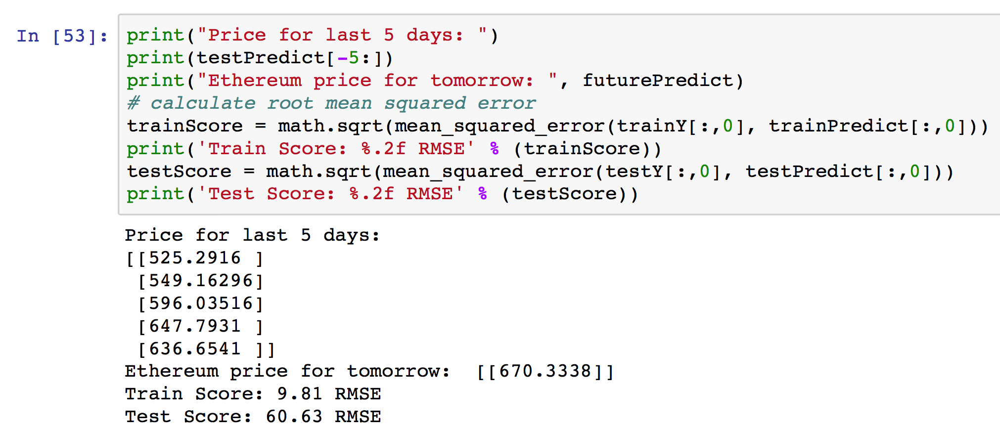 In [53]: print("Price for last 5 days: ")
print(testPredict[-5:])
print("Ethereum price for tomorrow: ", futurePredict)
# calculate root mean squared error
trainScore = math.sqrt(mean_squared_error(trainY[:,0], trainPredict[:,0]))
print('Train Score: %.2f RMSE' % (trainScore))
testScore = math.sqrt(mean_squared_error(testY[:,0], testPredict[:,0]))
print('Test Score: %.2f RMSE' % (testScore))
Price for last 5 days:
[[525.2916 ]
 [549.16296]
 [596.03516]
 [647.7931 ]
 [636.6541 ]]
Ethereum price for tomorrow:  [[670.3338]]
Train Score: 9.81 RMSE
Test Score: 60.63 RMSE